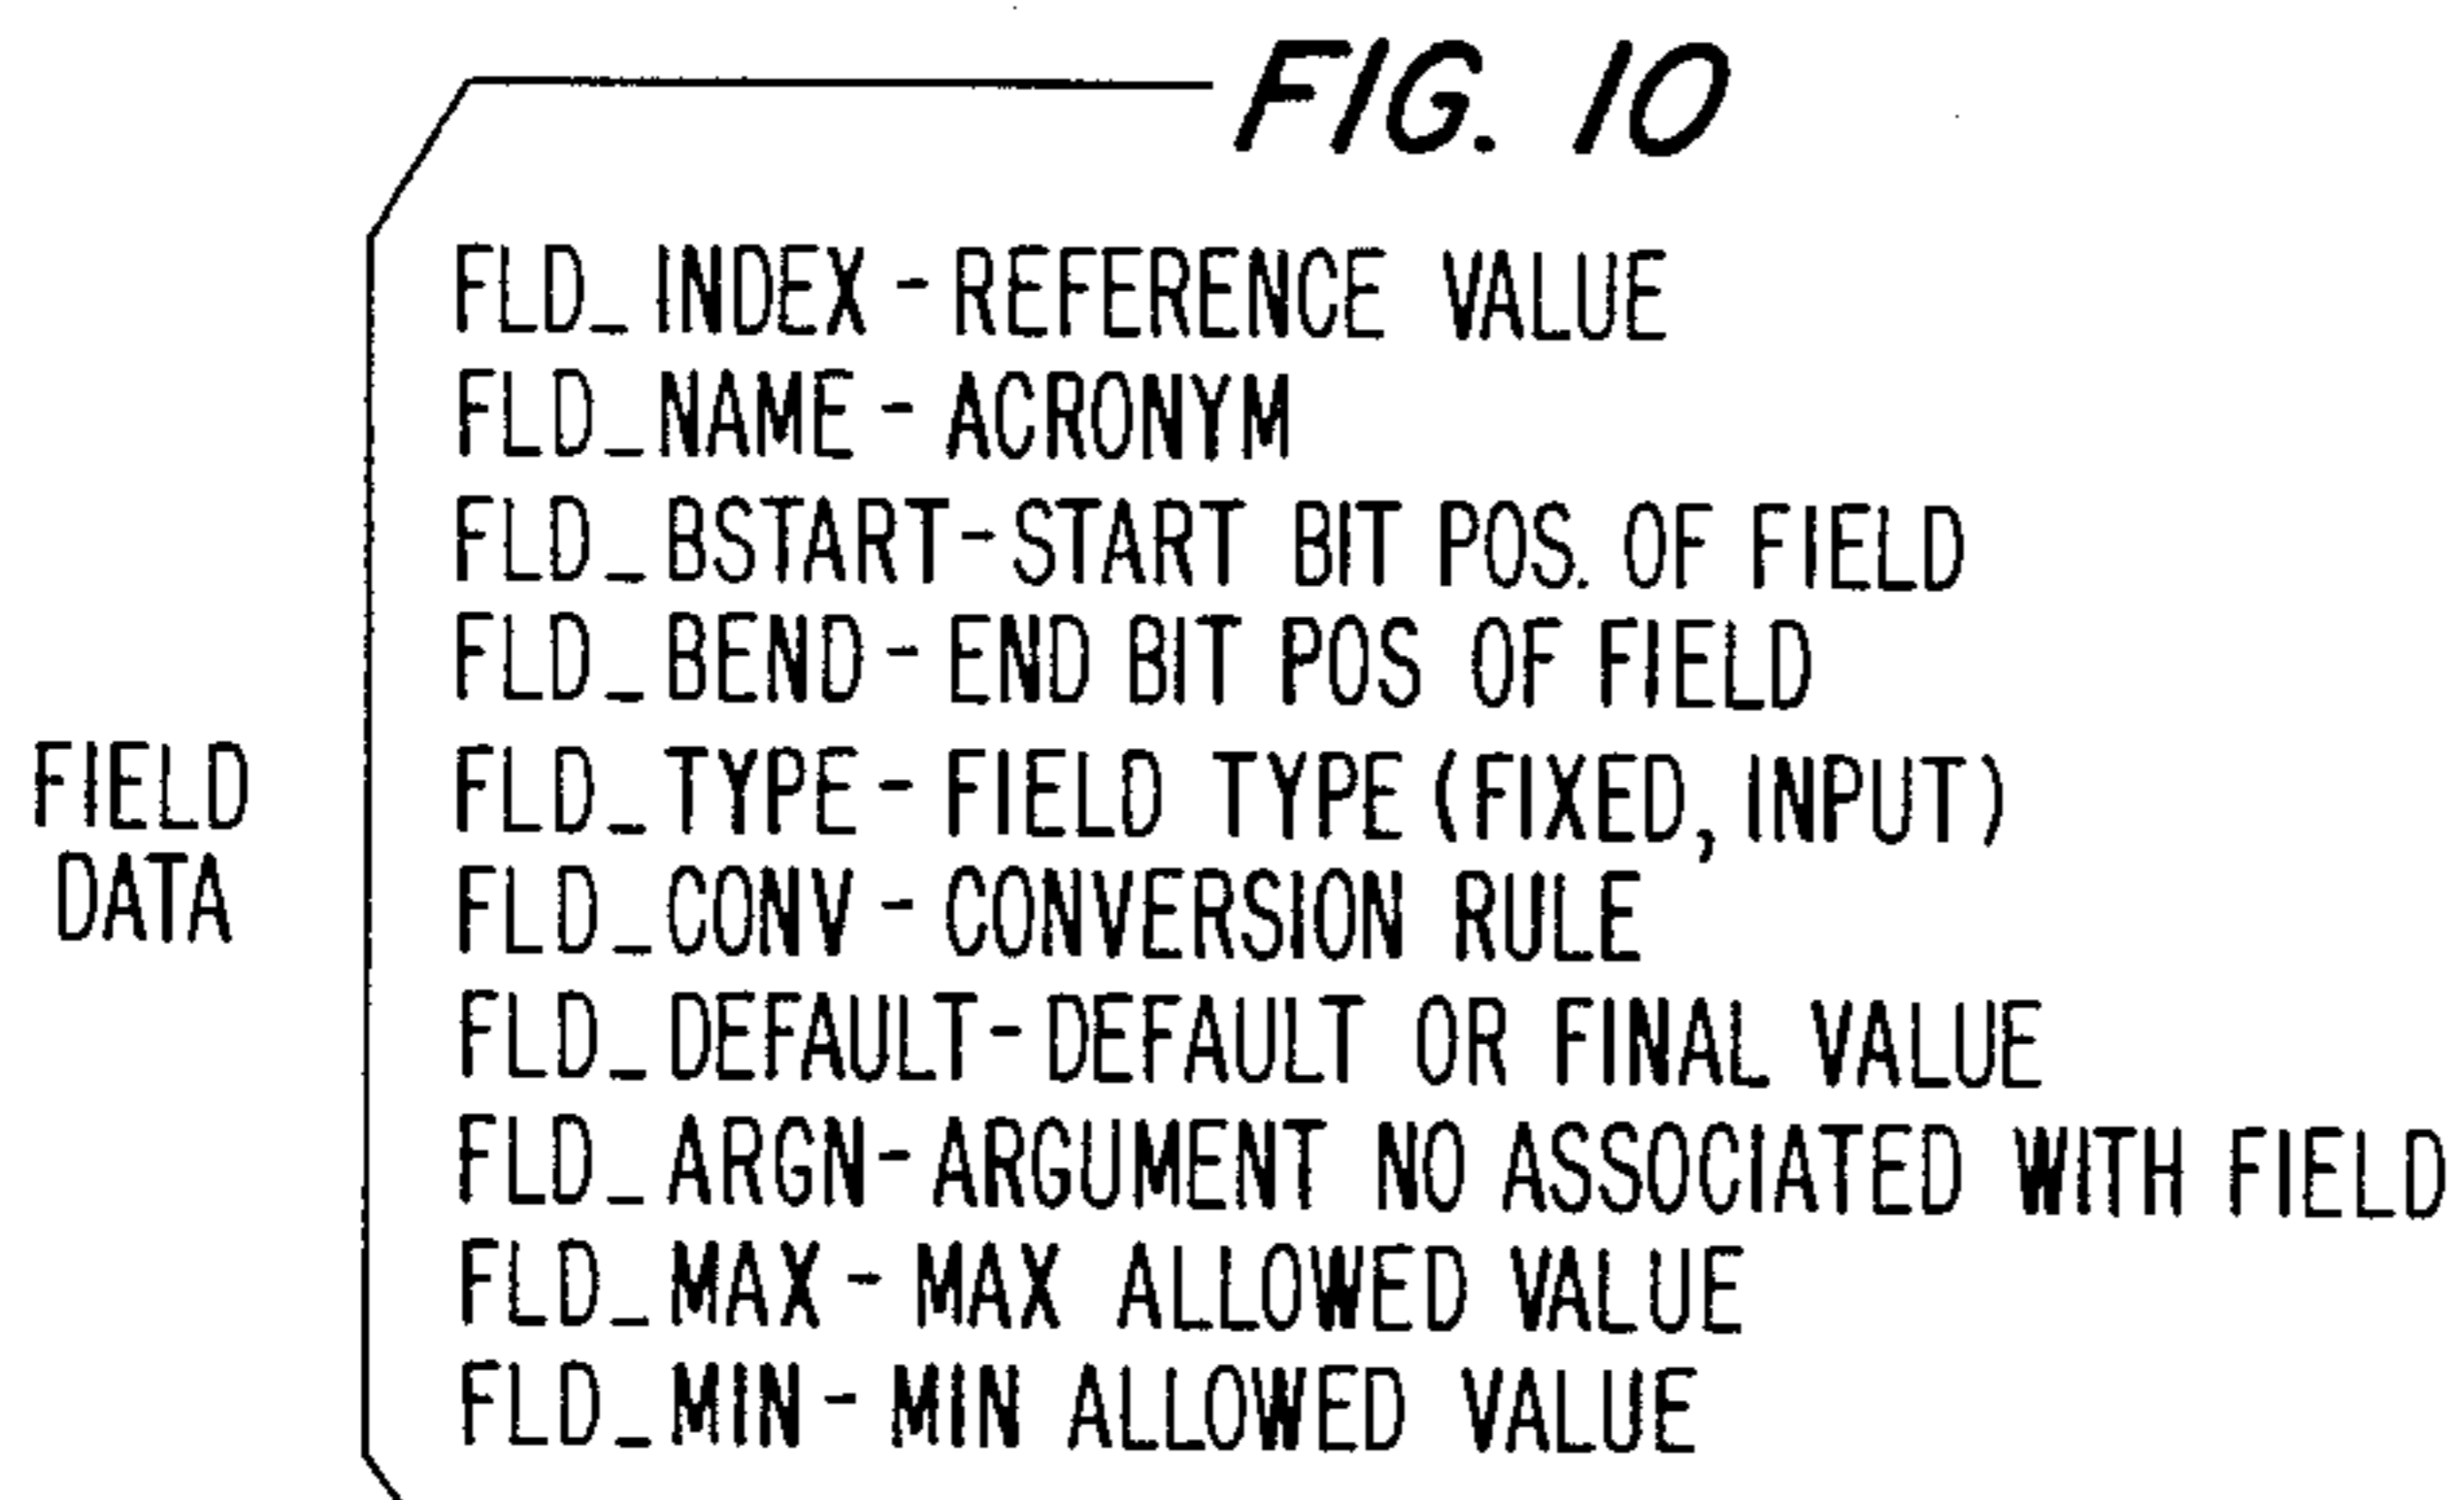 FIG. 10
FLD_INDEX - REFERENCE VALUE
FLD_NAME - ACRONYM
FLD_BSTART - START BIT POS. OF FIELD
FLD_BEND - END BIT POS OF FIELD
FIELD
DATA
FLD_TYPE - FIELD TYPE (FIXED, INPUT)
FLD_CONV - CONVERSION RULE
FLD_DEFAULT - DEFAULT OR FINAL VALUE
FLD_ARGN - ARGUMENT NO ASSOCIATED WITH FIELD
FLD_MAX - MAX ALLOWED VALUE
FLD_MIN - MIN ALLOWED VALUE